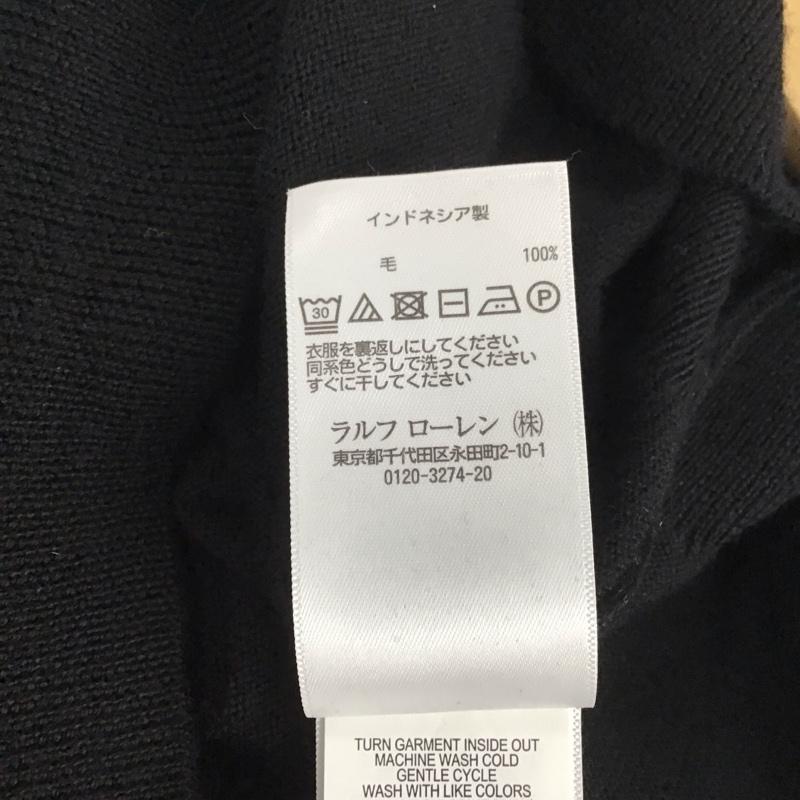 インドネシア製
毛 100%
30 P
衣服を裏返しにしてください
同系色どうしで洗ってください
すぐに干してください
ラルフ ローレン ㈱
東京都千代田区永田町2-10-1
0120-3274-20
TURN GARMENT INSIDE OUT
MACHINE WASH COLD
GENTLE CYCLE
WASH WITH LIKE COLORS